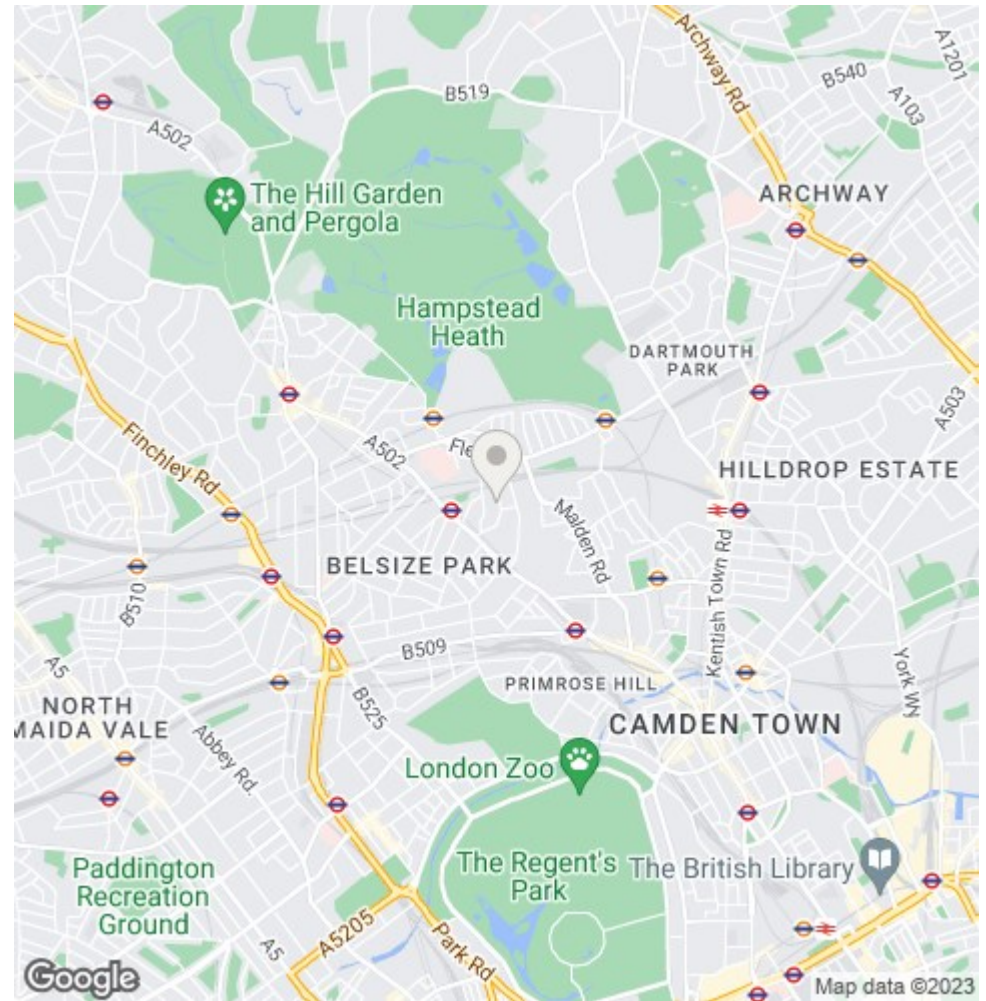 B519
Archway Rd
B540
A1201
A103
A502
The Hill Garden
and Pergola
ARCHWAY
Hampstead
Heath
DARTMOUTH
PARK
A503
Finchley Rd
A502
HILLDROP ESTATE
Malden Rd
BELSIZE PARK
Kentish Town Rd
B510
B509
A5
PRIMROSE HILL
York Wy
NORTH
MAIDA VALE
B525
CAMDEN TOWN
Abbey Rd.
London Zoo
Paddington
Recreation
Ground
The Regent's
Park
The British Library
A5205
Park Rd
A5
Google
Map data ©2023